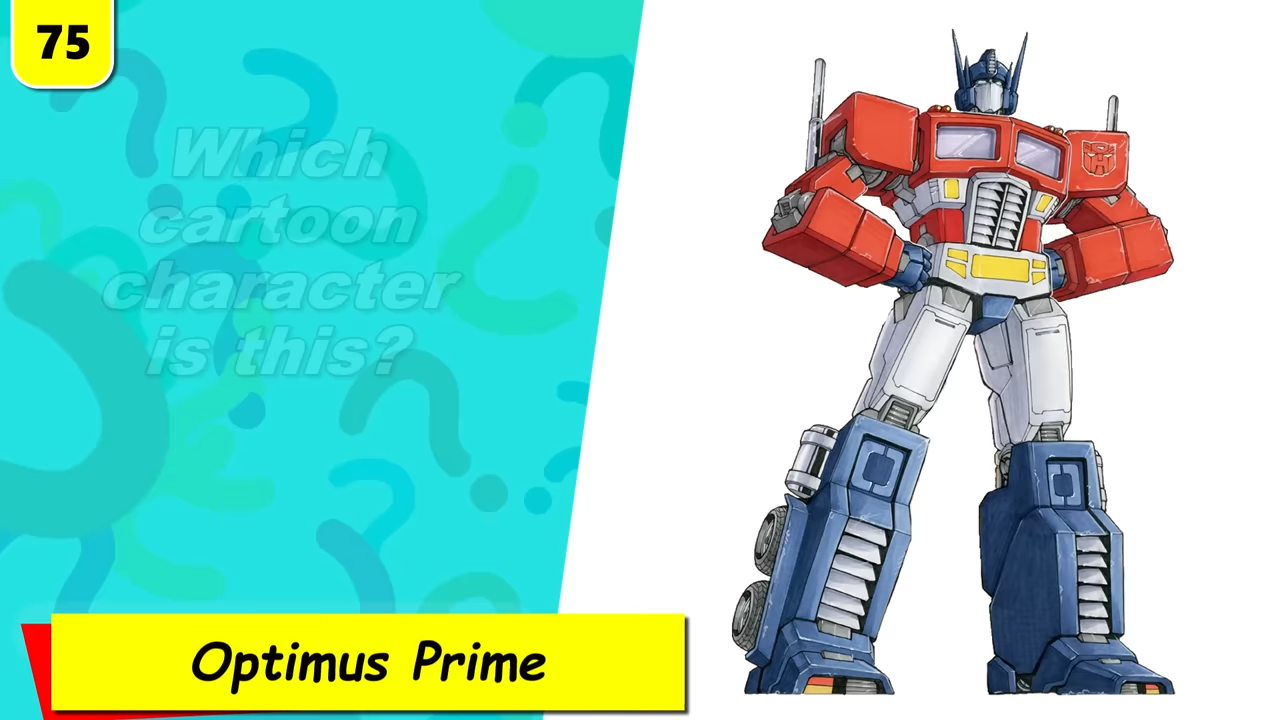 75
Which
cartoon
character
is this?
Optimus Prime